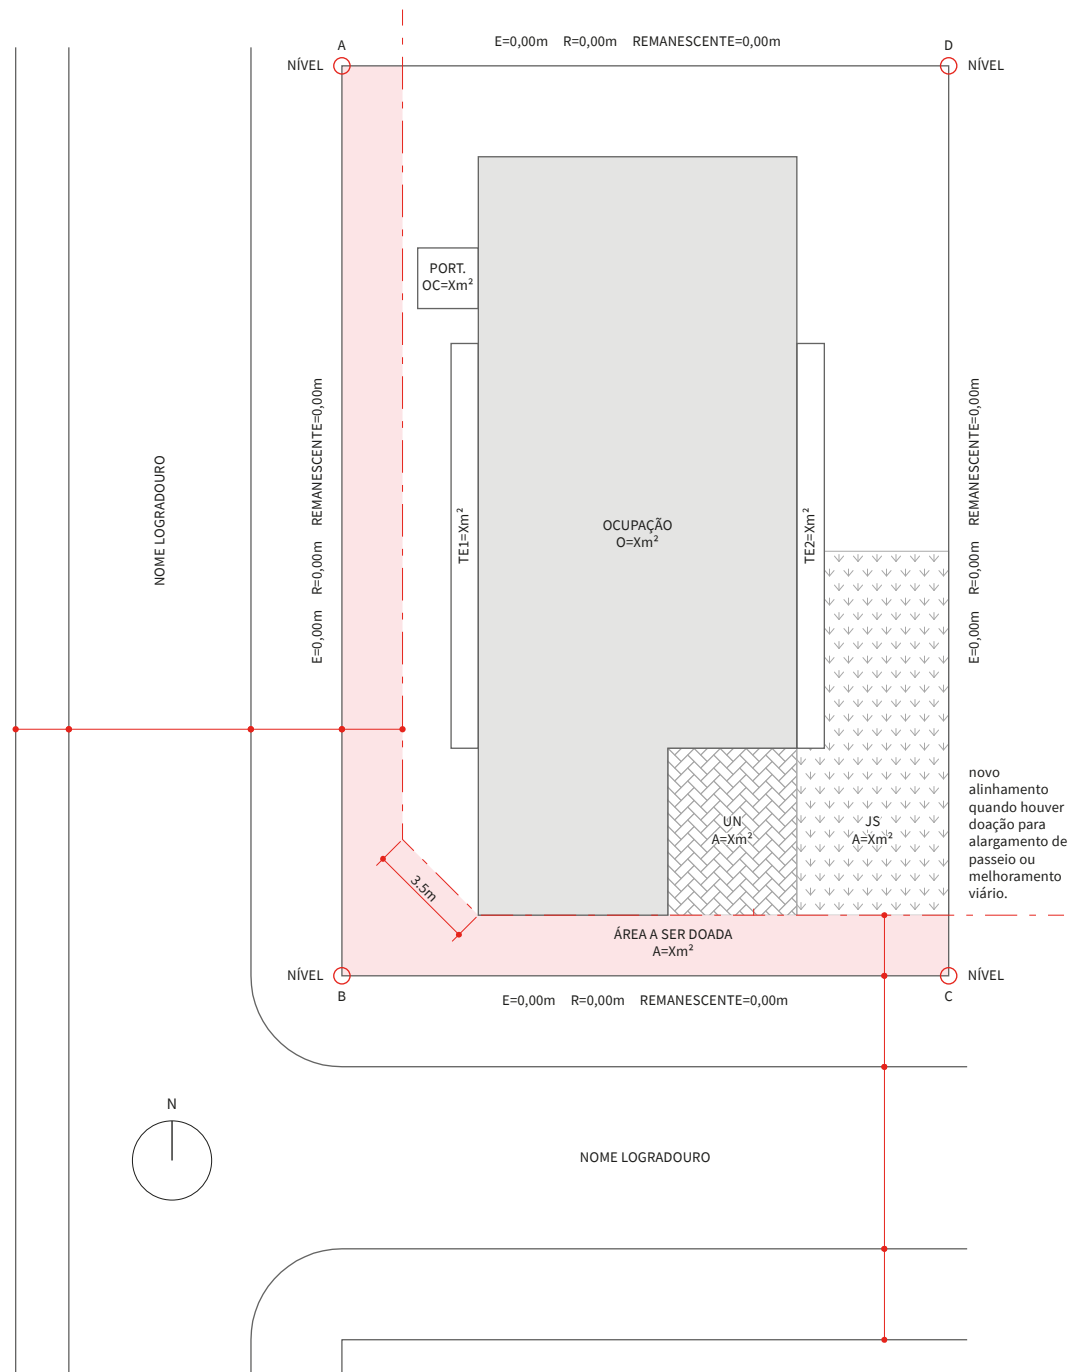 E=0,00m R=0,00m REMANESCENTE=0,00m
A
D
NÍVEL
NÍVEL
PORT.
OC=Xm²
E=0,00m R=0,00m REMANESCENTE=0,00m
E=0,00m R=0,00m REMANESCENTE=0,00m
NOME LOGRADOURO
TE1=Xm²
OCUPAÇÃO
O=Xm²
TE2=Xm²
novo
alinhamento
quando houver
doação para
alargamento de
passeio ou
melhoramento
viário.
UN
A=Xm²
JS
A=Xm²
3.5m
ÁREA A SER DOADA
A=Xm²
NÍVEL
NÍVEL
B
C
E=0,00m R=0,00m REMANESCENTE=0,00m
N
NOME LOGRADOURO